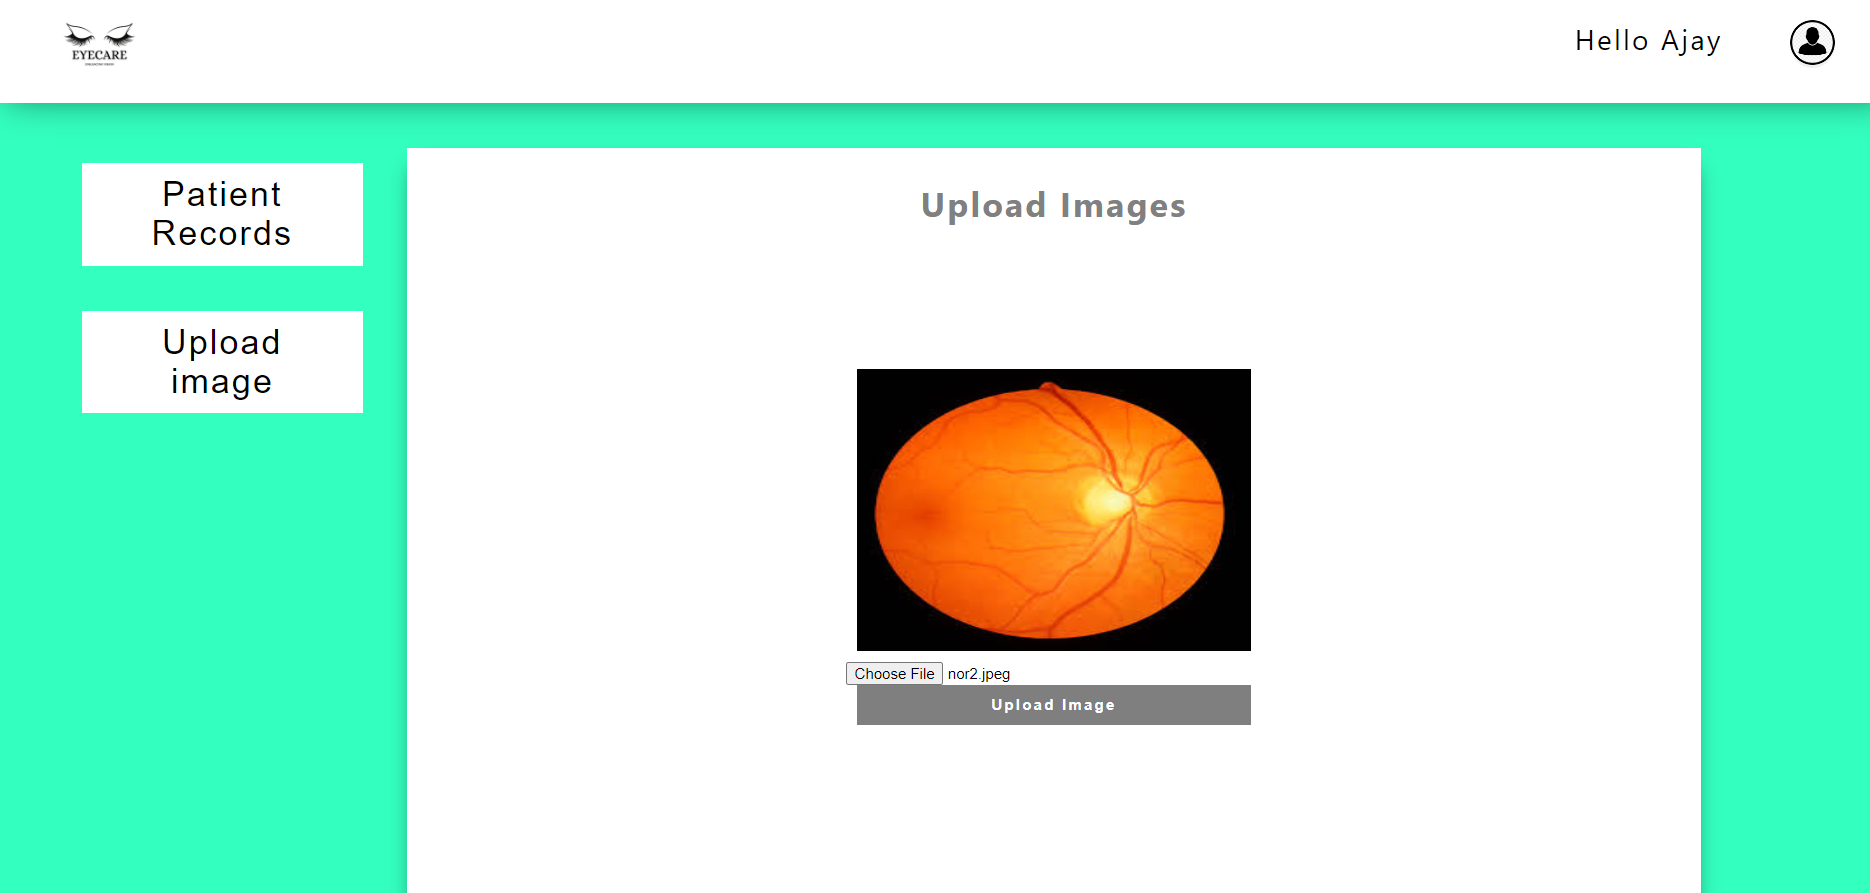 EYECARE
Hello Ajay
Patient
Records
Upload
image
Upload Images
Choose File nor2.jpeg
Upload Image